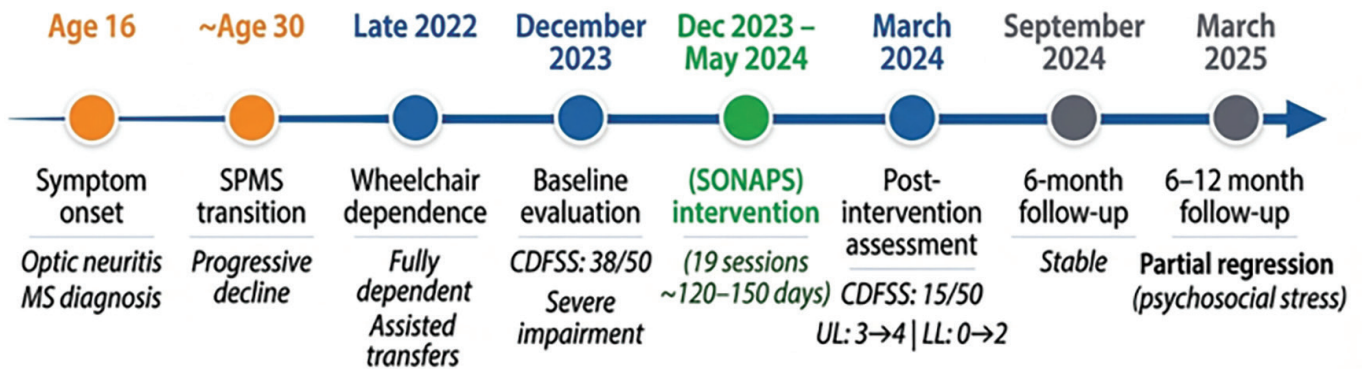 Age 16
Symptom
onset
Optic neuritis
MS diagnosis
~Age 30
SPMS
transition
Progressive
decline
Late 2022
Wheelchair
dependence
Fully
dependent
Assisted
transfers
December
2023
Baseline
evaluation
CDFSS: 38/50
Severe
impairment
Dec 2023 –
May 2024
(SONAPS)
intervention
(19 sessions
~120–150 days)
March
2024
Post-
intervention
assessment
CDFSS: 15/50
UL: 3→4 | LL: 0→2
September
2024
6-month
follow-up
Stable
March
2025
6–12 month
follow-up
Partial regression
(psychosocial stress)